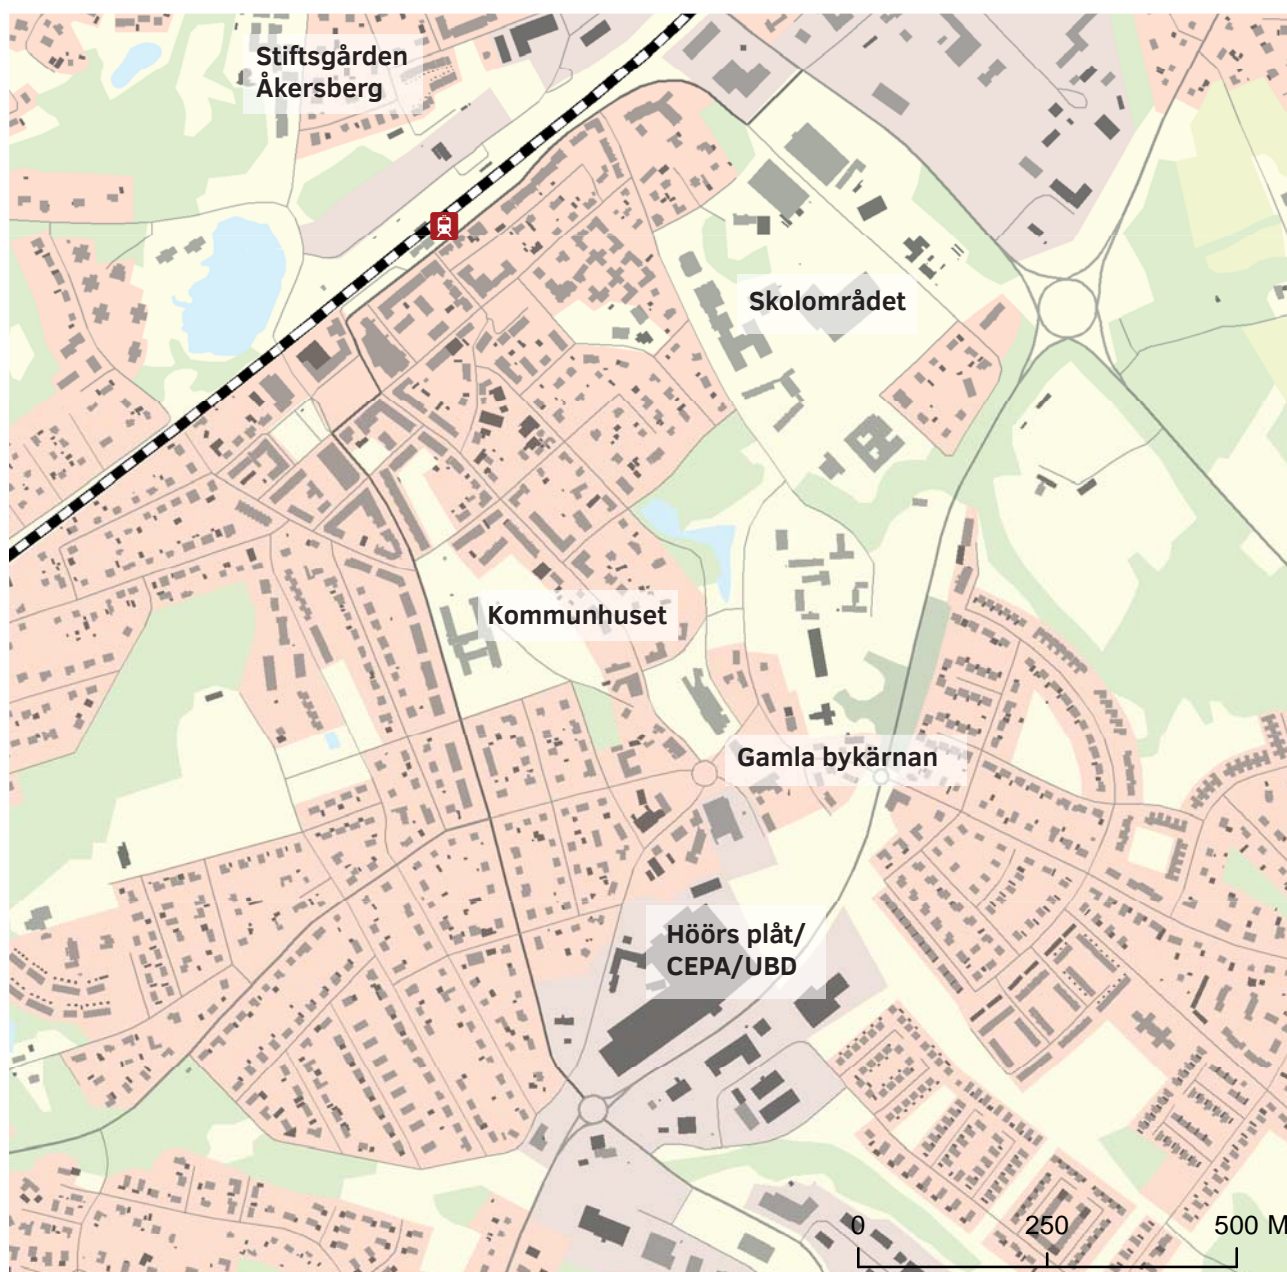 Stiftsgården
Åkersberg
Skolområdet
Kommunhuset
Gamla bykärnan
Höörs plåt/
CEPA/UBD
0 250 500 M